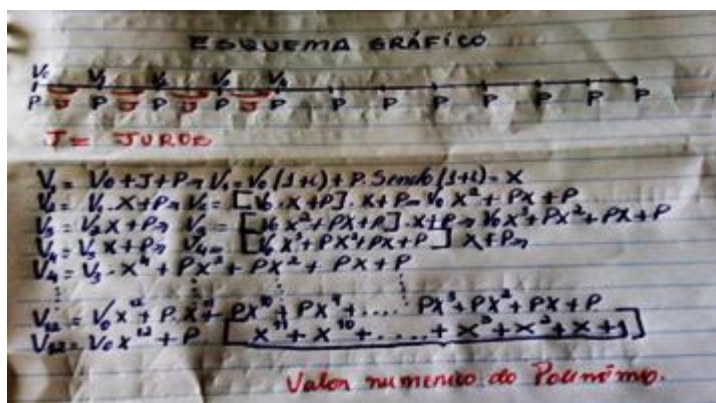 ESQUEMA GRÁFICO
V₀ V₁ V₂ V₃ V₄
P J P J P J P J P P P P P P P P
J = JUROS
V₁ = V₀ + J + P → V₁ = V₀(1+i) + P. Sendo (1+i) = X
V₂ = V₁ . X + P → V₂ = [V₀ . X + P] . X + P → V₀ X² + PX + P
V₃ = V₂ X + P → V₃ = [V₀ X² + PX + P] . X + P → V₀ X³ + PX² + PX + P
V₄ = V₃ X + P → V₄ = [V₀ X³ + PX² + PX + P] X + P →
V₄ = V₃ . X⁴ + PX³ + PX² + PX + P
V₁₂ = V₀ X¹² + P . X¹¹ + PX¹⁰ + PX⁹ + .... PX³ + PX² + PX + P
V₁₂ = V₀ X¹² + P [X¹¹ + X¹⁰ + .... + X³ + X² + X + 1]
Valor numerico do Polinômio.